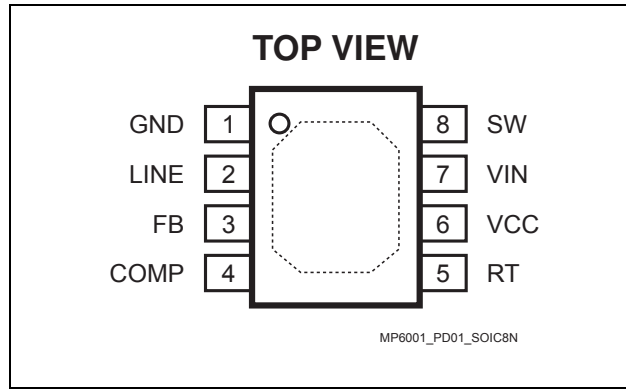 TOP VIEW
GND 1 8 SW
LINE 2 7 VIN
FB 3 6 VCC
COMP 4 5 RT
MP6001_PD01_SOIC8N